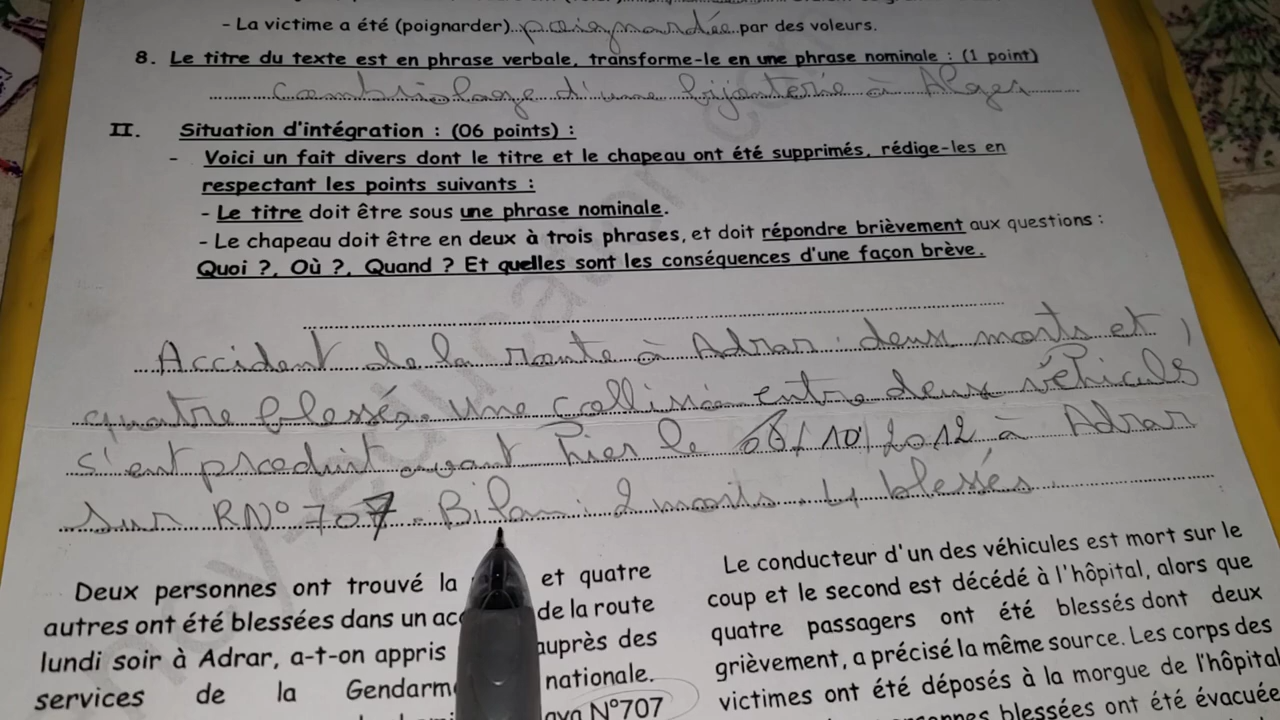 - La victime a été (poignarder)...poignardée...par des voleurs.
8. Le titre du texte est en phrase verbale, transforme-le en une phrase nominale : (1 point)
Cambriolage d'une bijouterie à Alger
II. Situation d'intégration : (06 points) :
- Voici un fait divers dont le titre et le chapeau ont été supprimés, rédige-les en
respectant les points suivants :
- Le titre doit être sous une phrase nominale.
- Le chapeau doit être en deux à trois phrases, et doit répondre brièvement aux questions :
Quoi ?, Où ?, Quand ? Et quelles sont les conséquences d'une façon brève.
Accident de la route à Adrar : deux morts et
quatre blessés. Une collision entre deux véhicules
s'est produit avant hier le 08/10/2012 à Adrar
Sur RN° 707. Bilan : 2 morts. 4 blessés.
Deux personnes ont trouvé la et quatre
autres ont été blessées dans un acc de la route
lundi soir à Adrar, a-t-on appris auprès des
services de la Gendarm nationale.
N°707
Le conducteur d'un des véhicules est mort sur le
coup et le second est décédé à l'hôpital, alors que
quatre passagers ont été blessés dont deux
grièvement, a précisé la même source. Les corps des
victimes ont été déposés à la morgue de l'hôpital
blessées ont été évacuée